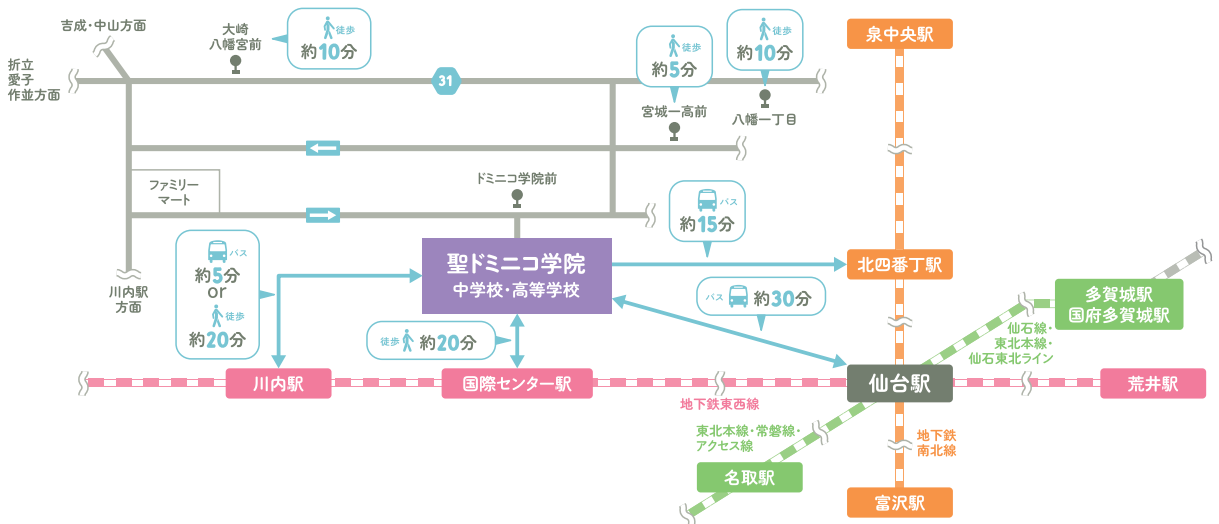 吉成・中山方面
大崎
八幡宮前
徒歩
約10分
徒歩
約5分
徒歩
約10分
泉中央駅
折立
愛子
作並方面
31
宮城一高前
八幡一丁目
ファミリー
マート
ドミニコ学院前
バス
約15分
バス
約5分
or
徒歩
約20分
聖ドミニコ学院
中学校・高等学校
北四番丁駅
川内駅
方面
バス 約30分
多賀城駅
国府多賀城駅
徒歩 約20分
仙石線・
東北本線・
仙石東北ライン
川内駅
国際センター駅
仙台駅
荒井駅
地下鉄東西線
東北本線・常磐線・
アクセス線
地下鉄
南北線
名取駅
富沢駅